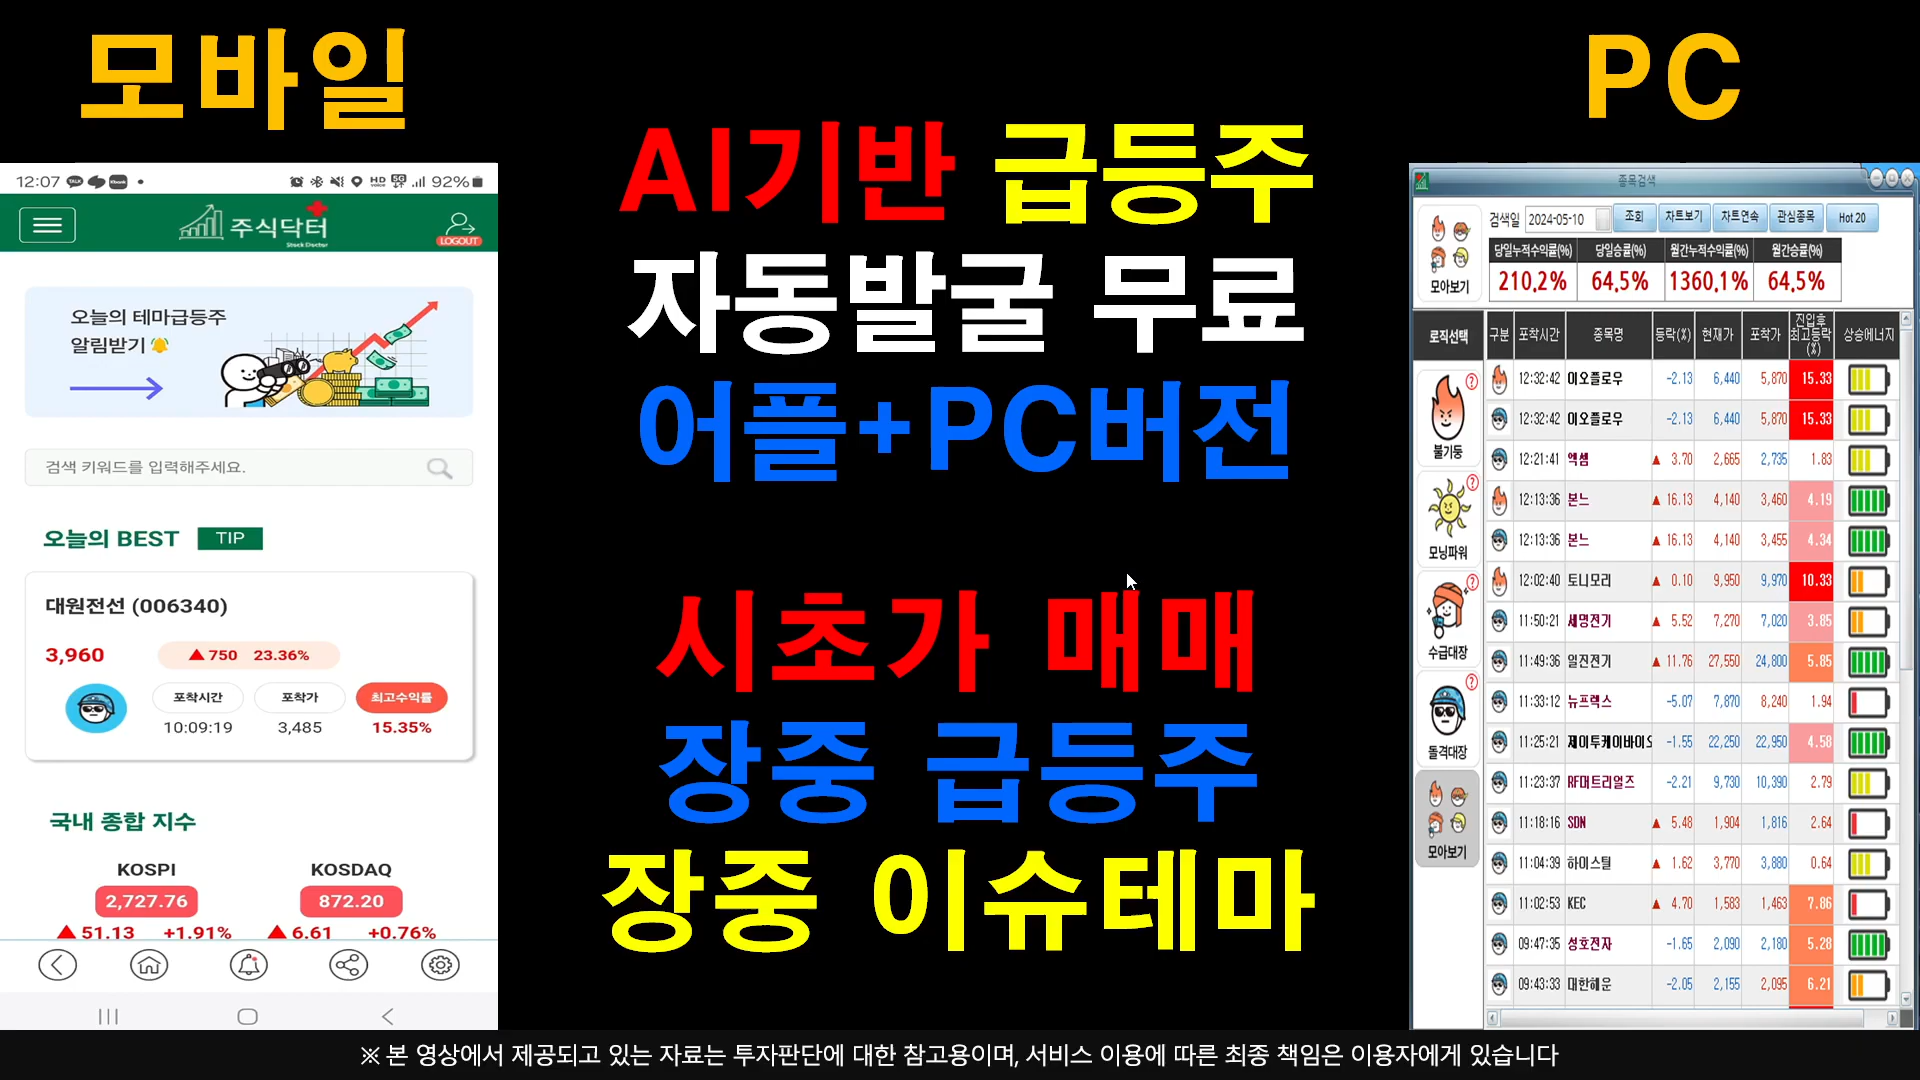 모바일
PC
AI기반 급등주
자동발굴 무료
어플+PC버전
시초가 매매
장중 급등주
장중 이슈테마
12:07
92%
주식닥터
Stock Doctor
LOGOUT
오늘의 테마급등주
알림받기
검색 키워드를 입력해주세요.
오늘의 BEST TIP
대원전선 (006340)
3,960 ▲ 750 23.36%
포착시간 포착가 최고수익률
10:09:19 3,485 15.35%
국내 종합 지수
KOSPI KOSDAQ
2,727.76 872.20
▲ 51.13 +1.91% ▲ 6.61 +0.76%
종목검색
모아보기
검색일 2024-05-10 조회 차트보기 차트연속 관심종목 Hot 20
당일누적수익률(%) 당일승률(%) 월간누적수익률(%) 월간승률(%)
210.2% 64.5% 1360.1% 64.5%
로직선택
불기둥
모닝파워
수급대장
돌격대장
모아보기
구분 포착시간 종목명 등락(%) 현재가 포착가 진입후 최고등락 (%) 상승에너지
12:32:42 이오플로우 -2.13 6,440 5,870 15.33
12:32:42 이오플로우 -2.13 6,440 5,870 15.33
12:21:41 엑셈 ▲ 3.70 2,665 2,735 1.83
12:13:36 본느 ▲ 16.13 4,140 3,460 4.19
12:13:36 본느 ▲ 16.13 4,140 3,455 4.34
12:02:40 토니모리 ▲ 0.10 9,950 9,970 10.33
11:50:21 세명전기 ▲ 5.52 7,270 7,020 3.85
11:49:36 일진전기 ▲ 11.76 27,550 24,800 5.85
11:33:12 뉴프렉스 -5.07 7,870 8,240 1.94
11:25:21 제이투케이바이오 -1.55 22,250 22,950 4.58
11:23:37 RF머트리얼즈 -2.21 9,730 10,390 2.79
11:18:16 SDN ▲ 5.48 1,904 1,816 2.64
11:04:39 하이스틸 ▲ 1.62 3,770 3,880 0.64
11:02:53 KEC ▲ 4.70 1,583 1,463 7.86
09:47:35 성호전자 -1.65 2,090 2,180 5.28
09:43:33 대한해운 -2.05 2,155 2,095 6.21
※ 본 영상에서 제공되고 있는 자료는 투자판단에 대한 참고용이며, 서비스 이용에 따른 최종 책임은 이용자에게 있습니다